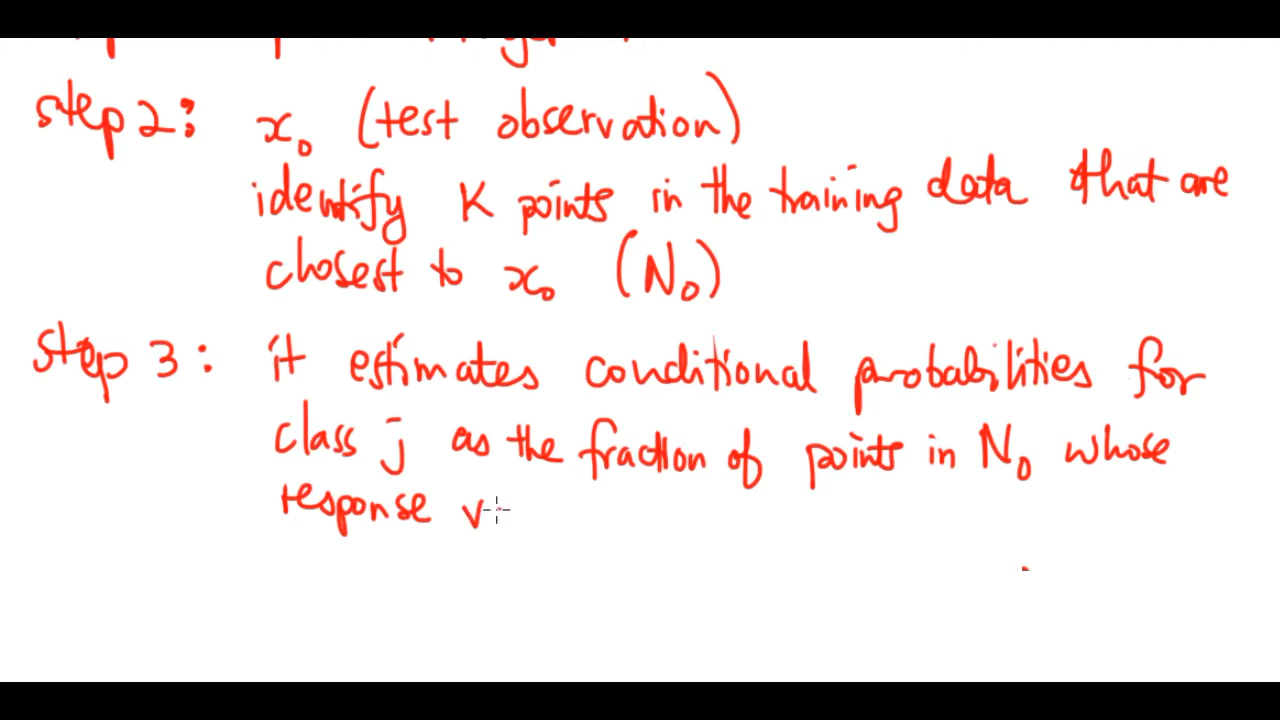 step 2: x₀ (test observation)
identify K points in the training data that are
closest to x₀ (N₀)
step 3: it estimates conditional probabilities for
class j as the fraction of points in N₀ whose
response v